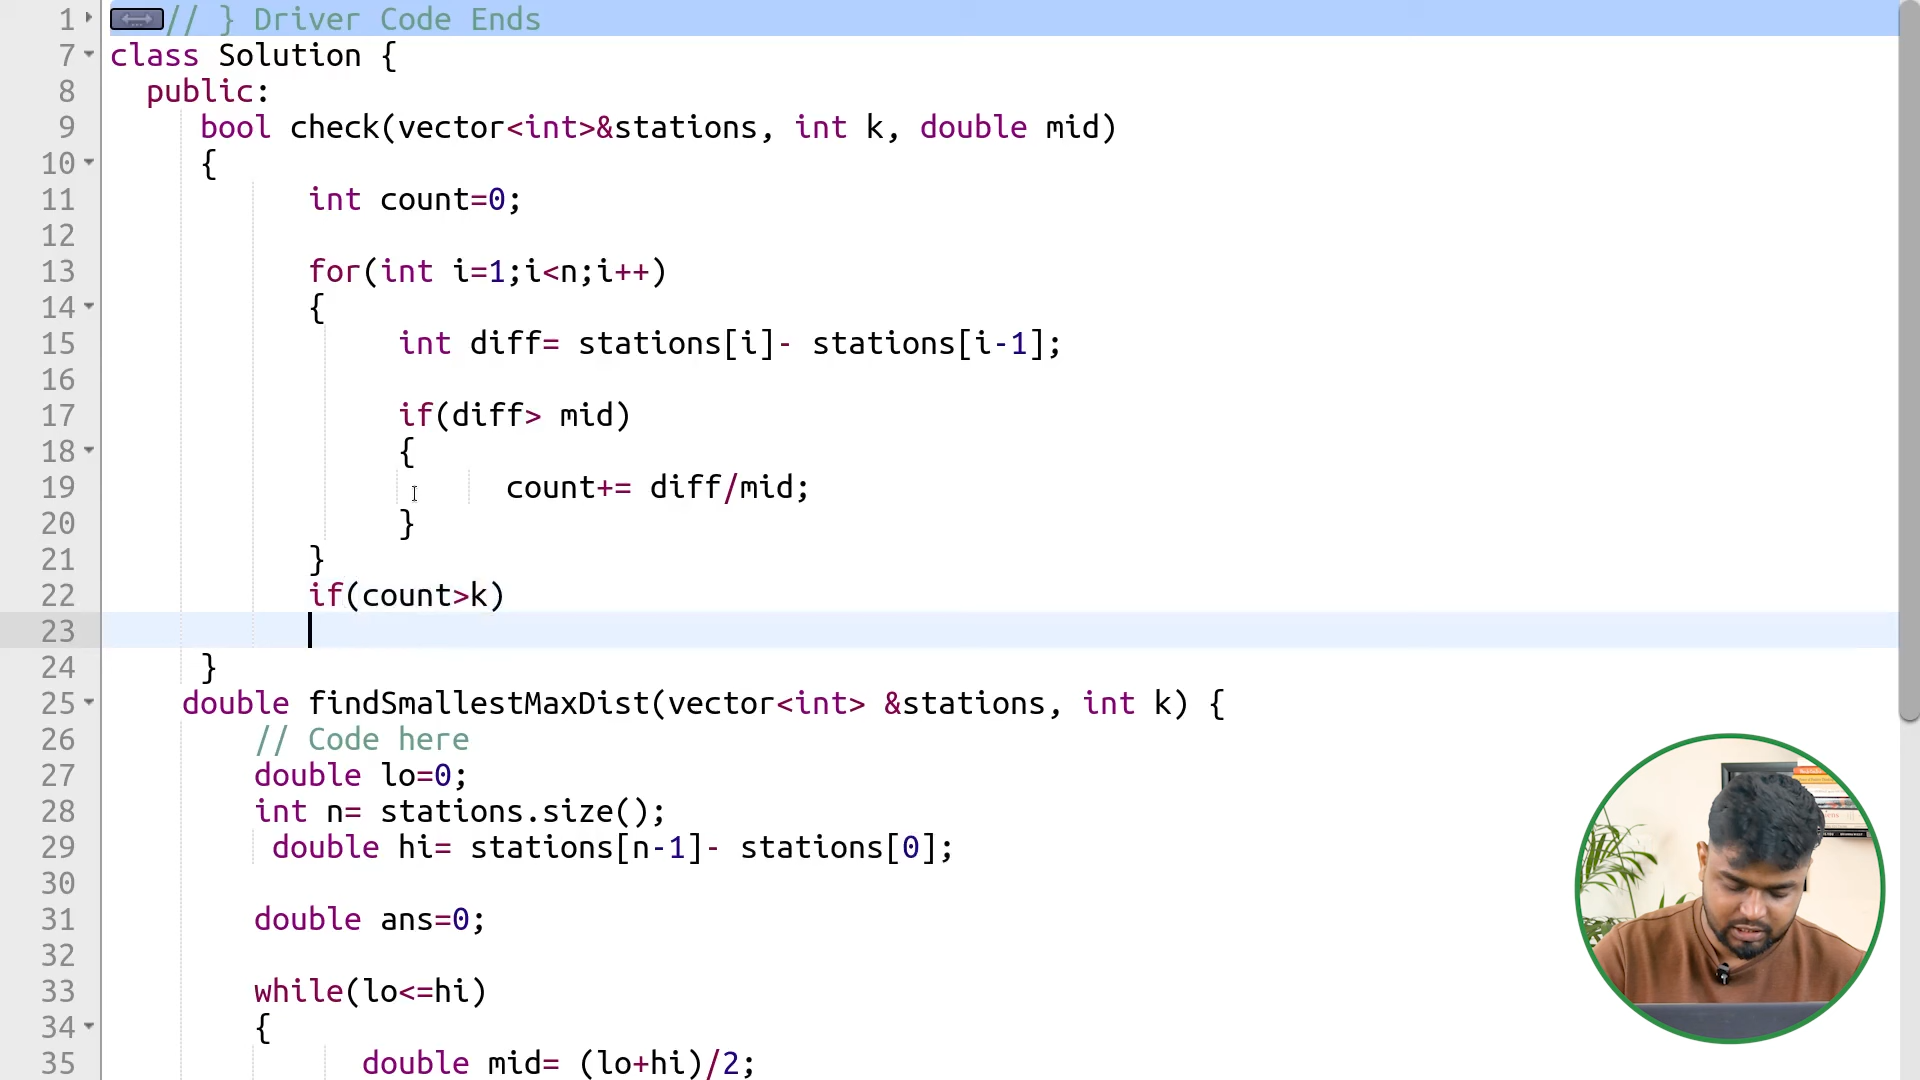 1 // } Driver Code Ends
7 class Solution {
8 public:
9 bool check(vector<int>&stations, int k, double mid)
10 {
11 int count=0;
12
13 for(int i=1;i<n;i++)
14 {
15 int diff= stations[i]- stations[i-1];
16
17 if(diff> mid)
18 {
19 count+= diff/mid;
20 }
21 }
22 if(count>k)
23
24 }
25 double findSmallestMaxDist(vector<int> &stations, int k) {
26 // Code here
27 double lo=0;
28 int n= stations.size();
29 double hi= stations[n-1]- stations[0];
30
31 double ans=0;
32
33 while(lo<=hi)
34 {
35 double mid= (lo+hi)/2;